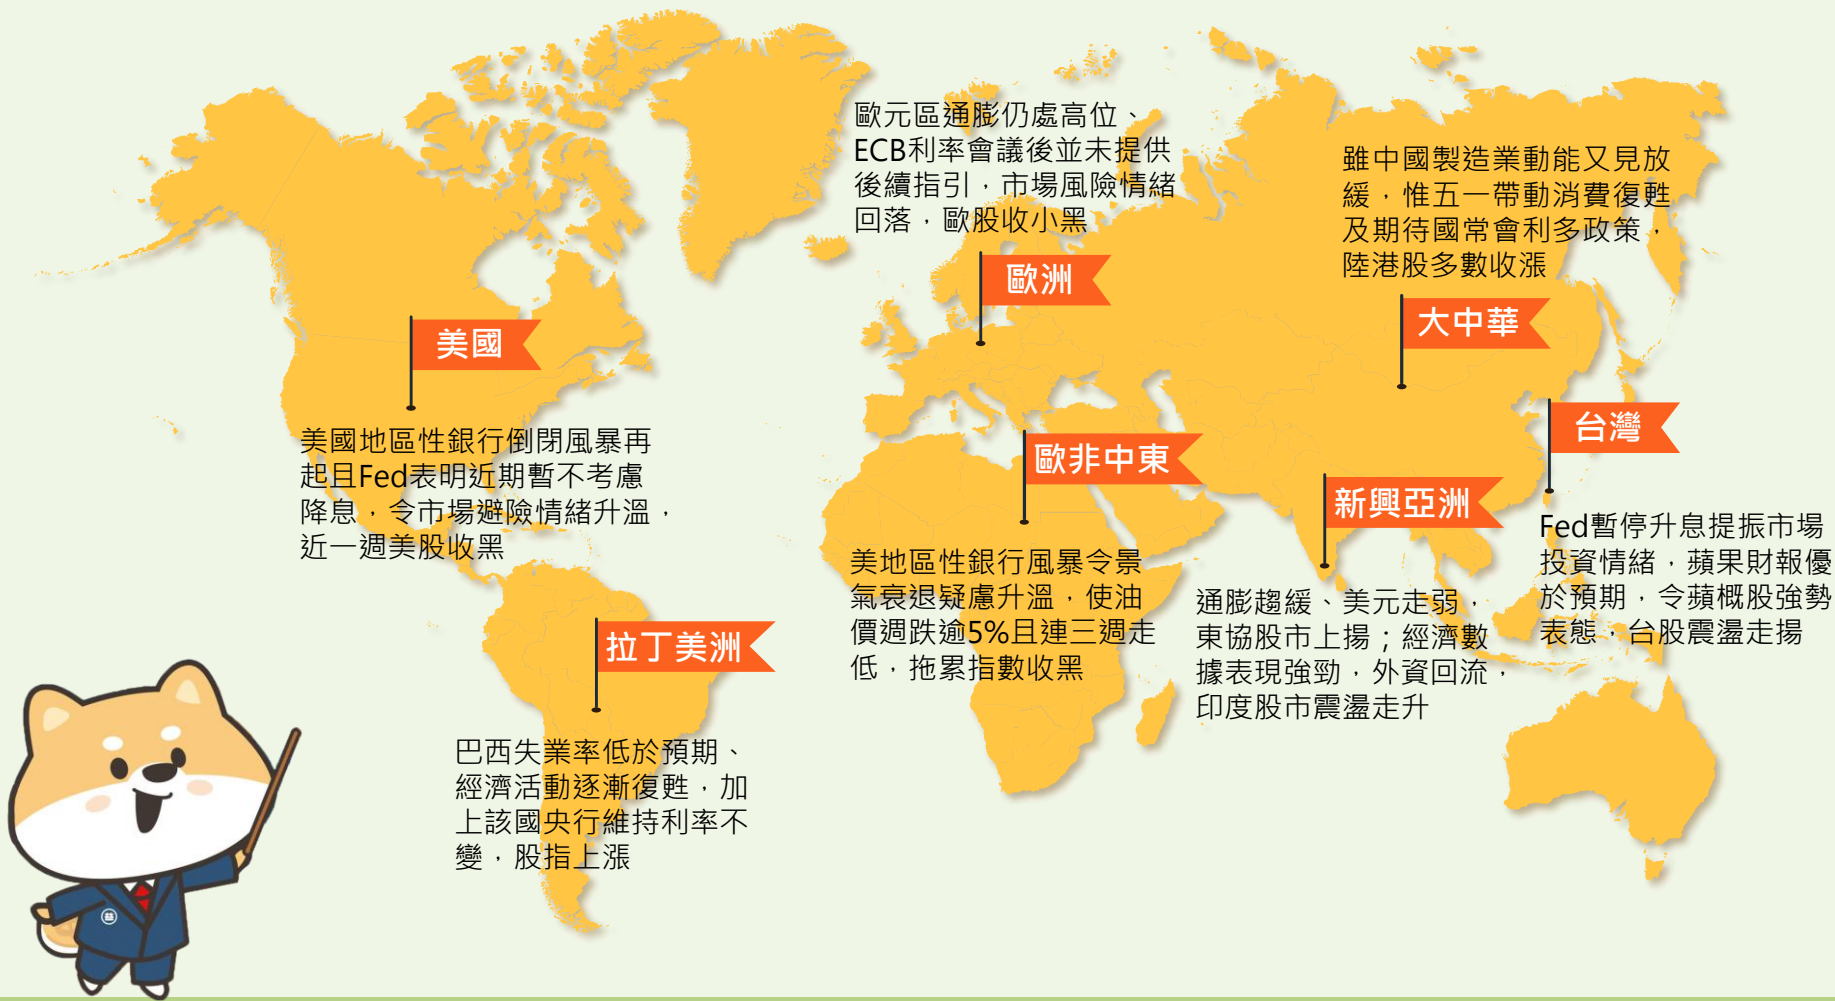 歐元區通膨仍處高位、
ECB利率會議後並未提供
後續指引，市場風險情緒
回落，歐股收小黑
歐洲
雖中國製造業動能又見放
緩，惟五一帶動消費復甦
及期待國常會利多政策，
陸港股多數收漲
大中華
美國
美國地區性銀行倒閉風暴再
起且Fed表明近期暫不考慮
降息，令市場避險情緒升溫，
近一週美股收黑
歐非中東
美地區性銀行風暴令景
氣衰退疑慮升溫，使油
價週跌逾5%且連三週走
低，拖累指數收黑
新興亞洲
通膨趨緩、美元走弱，
東協股市上揚；經濟數
據表現強勁，外資回流，
印度股市震盪走升
台灣
Fed暫停升息提振市場
投資情緒，蘋果財報優
於預期，令蘋概股強勢
表態，台股震盪走揚
拉丁美洲
巴西失業率低於預期、
經濟活動逐漸復甦，加
上該國央行維持利率不
變，股指上漲